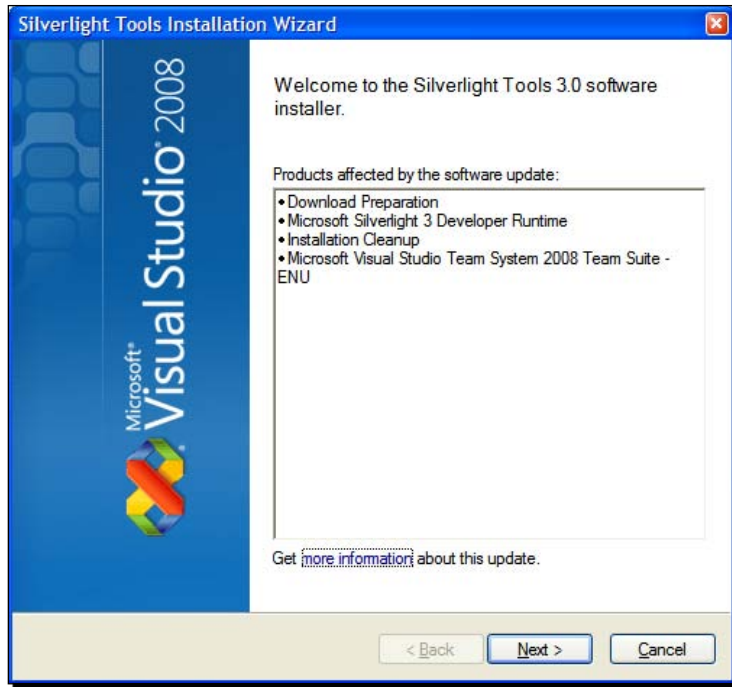 Silverlight Tools Installation Wizard
Microsoft®
Visual Studio® 2008
Welcome to the Silverlight Tools 3.0 software
installer.
Products affected by the software update:
• Download Preparation
• Microsoft Silverlight 3 Developer Runtime
• Installation Cleanup
• Microsoft Visual Studio Team System 2008 Team Suite -
ENU
Get more information about this update.
< Back
Next >
Cancel